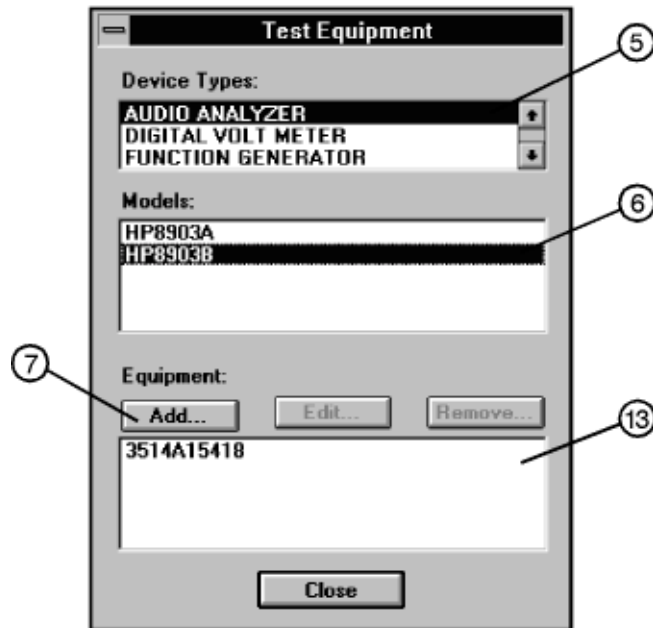 Test Equipment
5
Device Types:
AUDIO ANALYZER
DIGITAL VOLT METER
FUNCTION GENERATOR
Models:
6
HP8903A
HP8903B
7
Equipment:
Add... Edit... Remove...
13
3514A15418
Close